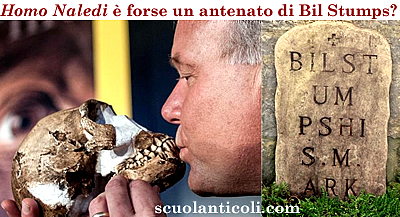 Homo Naledi è forse un antenato di Bil Stumps?
BILST
UM
PSHI
S.M.
ARK
scuolanticoli.com